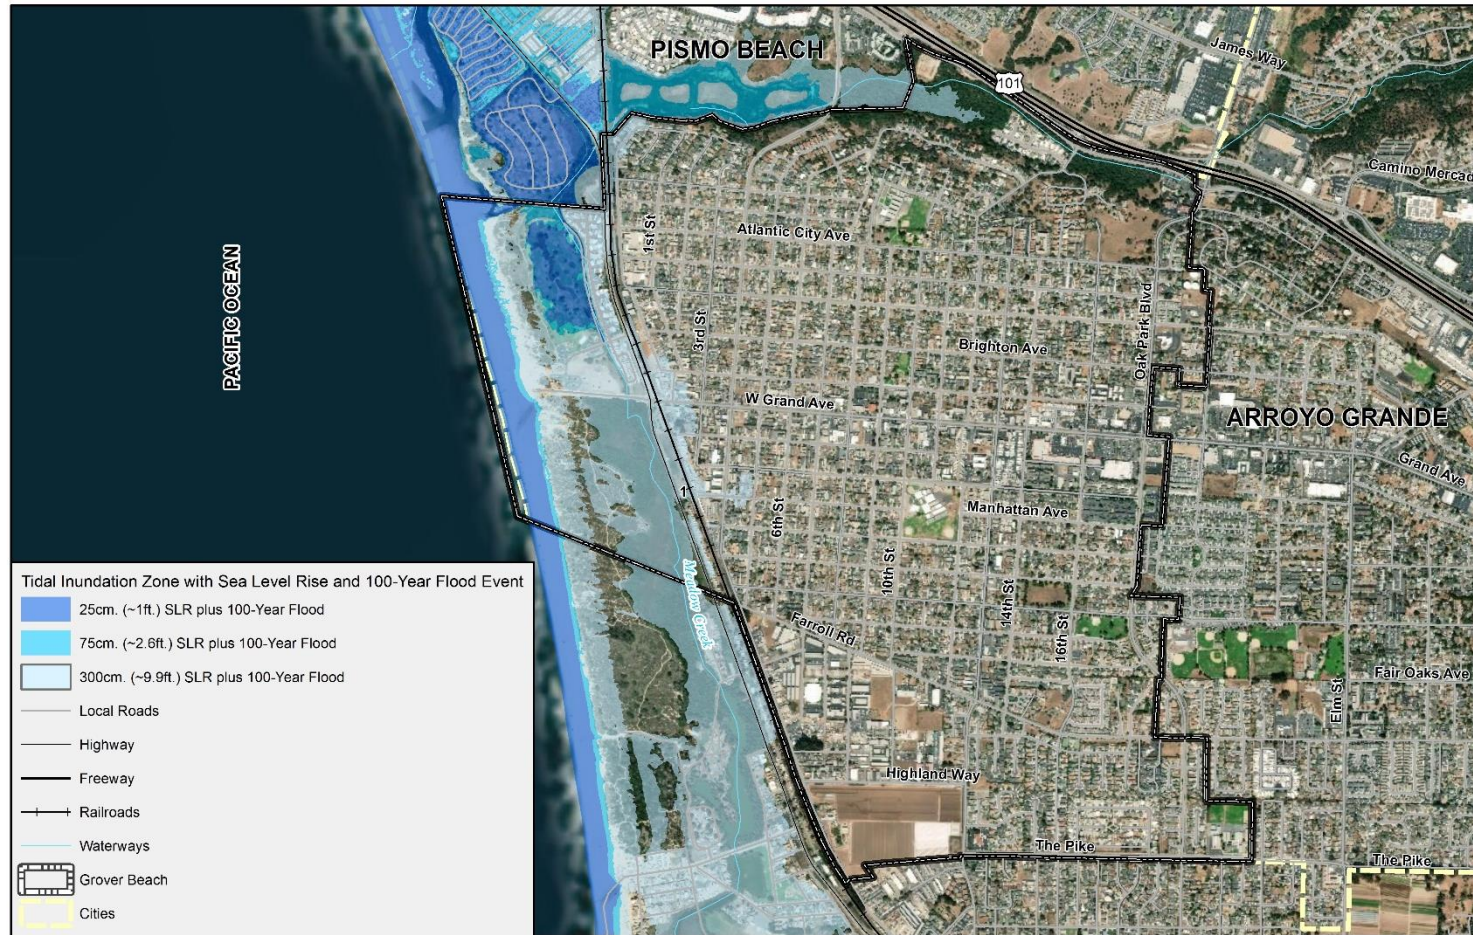 PISMO BEACH
James Way
101
Camino Mercad
1st St
Atlantic City Ave
PACIFIC OCEAN
Oak Park Blvd
3rd St
Brighton Ave
W Grand Ave
ARROYO GRANDE
Grand Ave
1
6th St
Manhattan Ave
10th St
14th St
16th St
Meadow Creek
Farroll Rd
Fair Oaks Ave
Elm St
Highland Way
The Pike
The Pike
Tidal Inundation Zone with Sea Level Rise and 100-Year Flood Event
25cm. (~1ft.) SLR plus 100-Year Flood
75cm. (~2.6ft.) SLR plus 100-Year Flood
300cm. (~9.9ft.) SLR plus 100-Year Flood
Local Roads
Highway
Freeway
Railroads
Waterways
Grover Beach
Cities